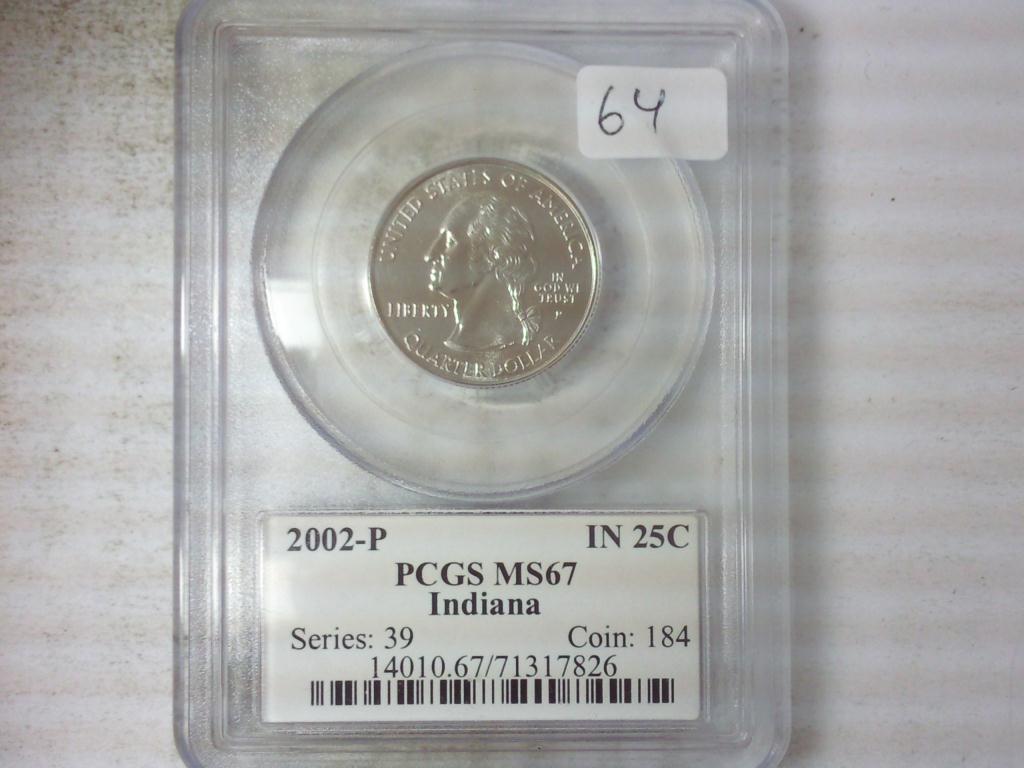 64
UNITED STATES OF AMERICA
IN
GOD WE
TRUST
LIBERTY
P
QUARTER DOLLAR
2002-P IN 25C
PCGS MS67
Indiana
Series: 39 Coin: 184
14010.67/71317826